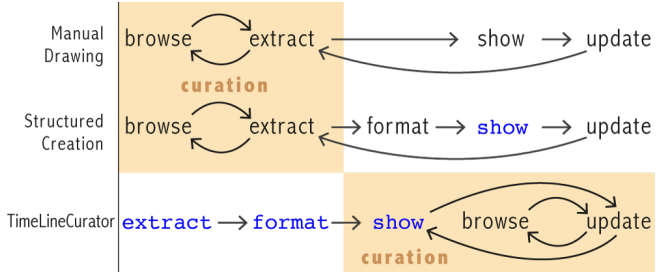 Manual
Drawing
browse extract show update
curation
Structured
Creation
browse extract format show update
TimeLineCurator extract format show browse update
curation